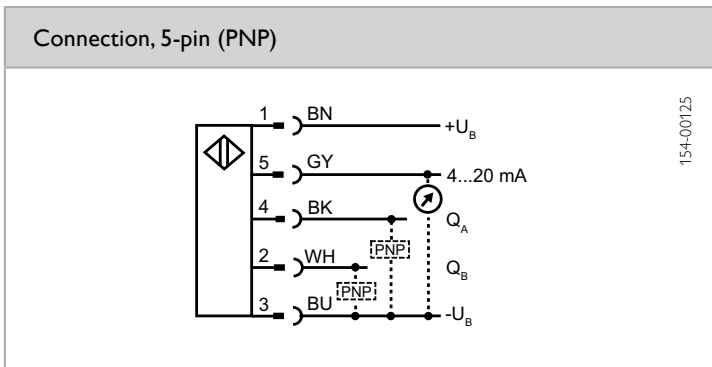 Connection, 5-pin (PNP)
1 BN +U_B
5 GY 4...20 mA
4 BK Q_A
PNP
2 WH Q_B
PNP
3 BU -U_B
154-00125